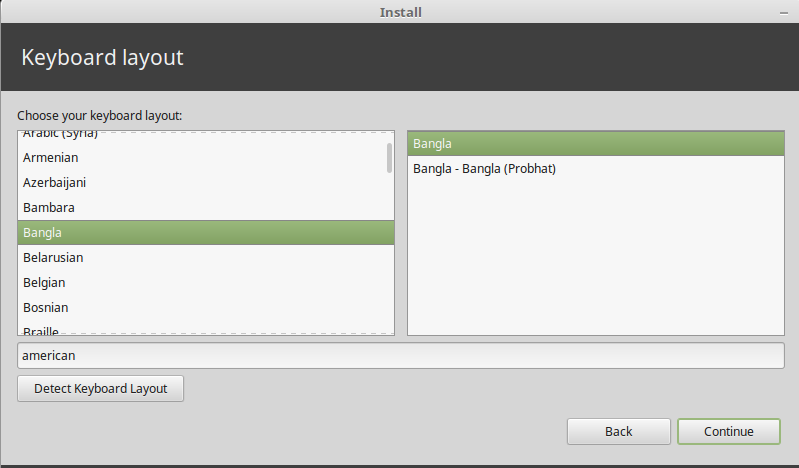 Install
Keyboard layout
Choose your keyboard layout:
Arabic (Syria)
Armenian
Azerbaijani
Bambara
Bangla
Belarusian
Belgian
Bosnian
Braille
Bangla
Bangla - Bangla (Probhat)
american
Detect Keyboard Layout
Back
Continue